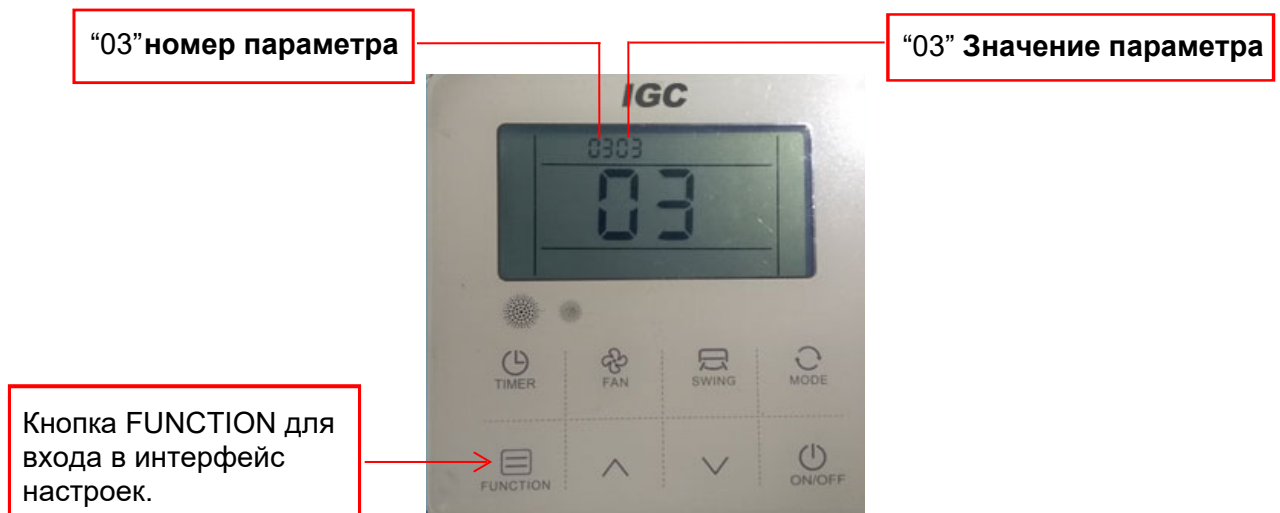 “03”номер параметра
“03” Значение параметра
IGC
0303
03
TIMER FAN SWING MODE
Кнопка FUNCTION для
входа в интерфейс
настроек.
FUNCTION ON/OFF